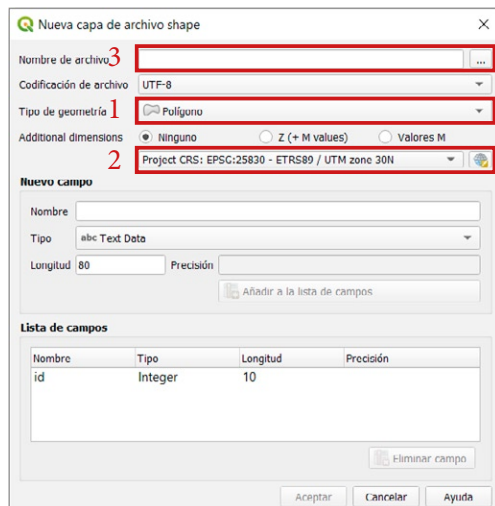 Nueva capa de archivo shape
Nombre de archivo 3 ...
Codificación de archivo UTF-8
Tipo de geometría 1 Polígono
Additional dimensions Ninguno Z (+ M values) Valores M
2 Project CRS: EPSG:25830 - ETRS89 / UTM zone 30N
Nuevo campo
Nombre
Tipo abc Text Data
Longitud 80 Precisión
Añadir a la lista de campos
Lista de campos
Nombre Tipo Longitud Precisión
id Integer 10
Eliminar campo
Aceptar Cancelar Ayuda